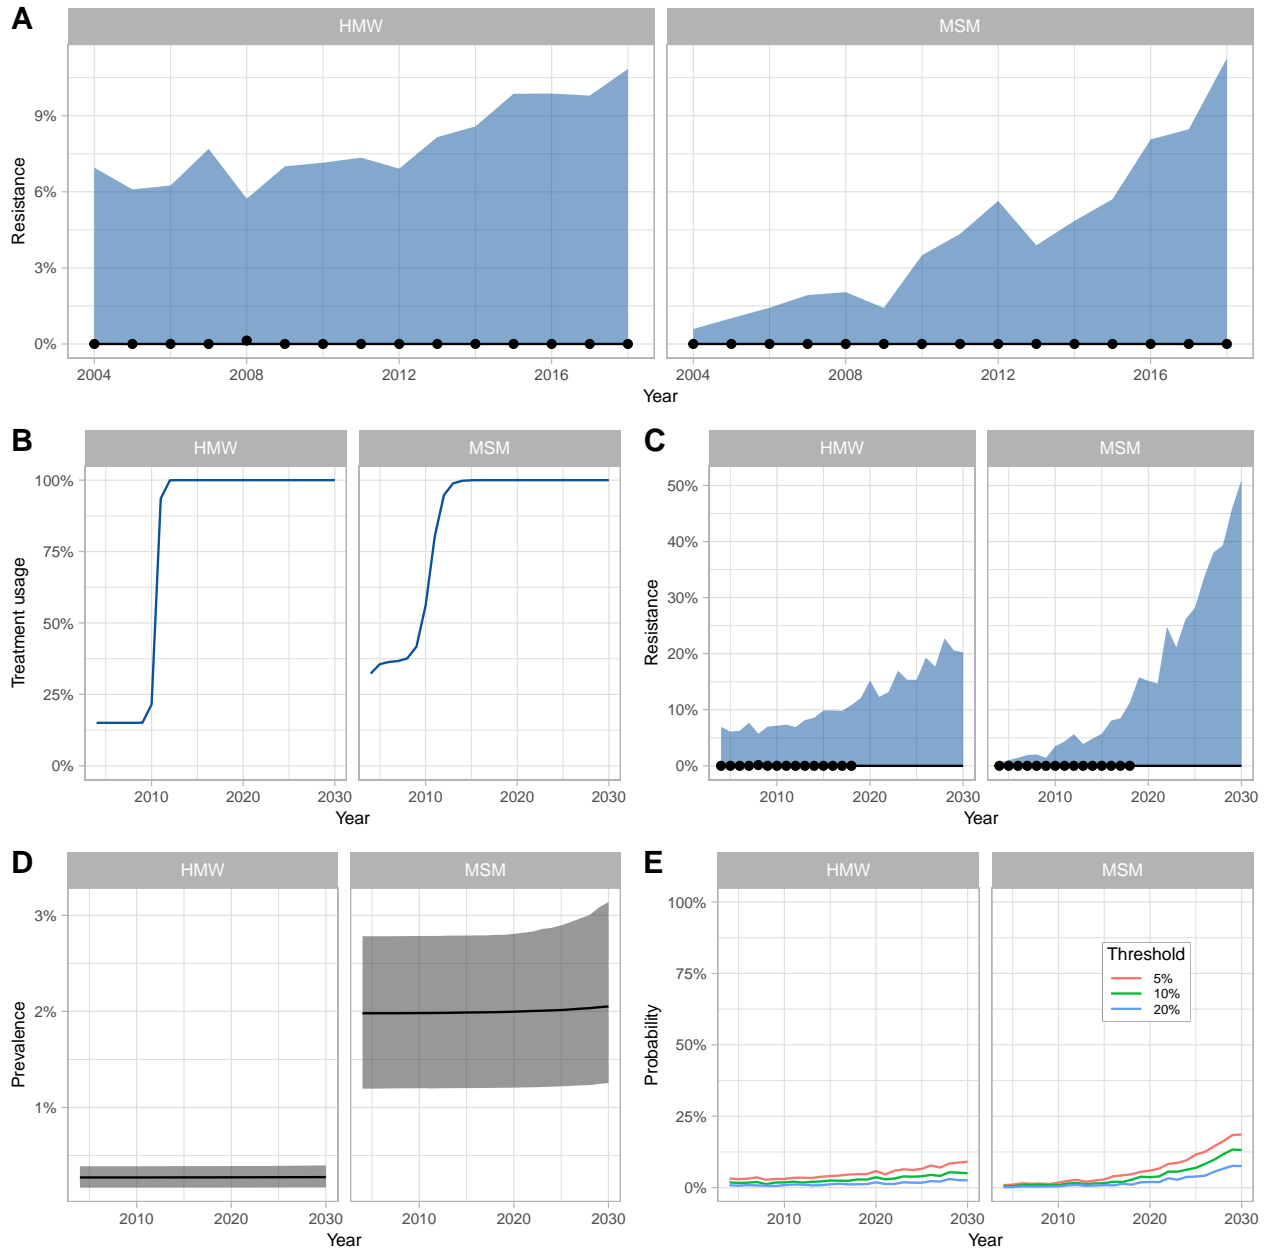 A
HMW
MSM
Resistance
9%
6%
3%
0%
2004
2008
2012
2016
2004
2008
2012
2016
Year
B
HMW
MSM
Treatment usage
100%
75%
50%
25%
0%
2010
2020
2030
2010
2020
2030
Year
C
HMW
MSM
Resistance
50%
40%
30%
20%
10%
0%
2010
2020
2030
2010
2020
2030
Year
D
HMW
MSM
Prevalence
3%
2%
1%
2010
2020
2030
2010
2020
2030
Year
E
HMW
MSM
Probability
100%
75%
50%
25%
0%
Threshold
5%
10%
20%
2010
2020
2030
2010
2020
2030
Year